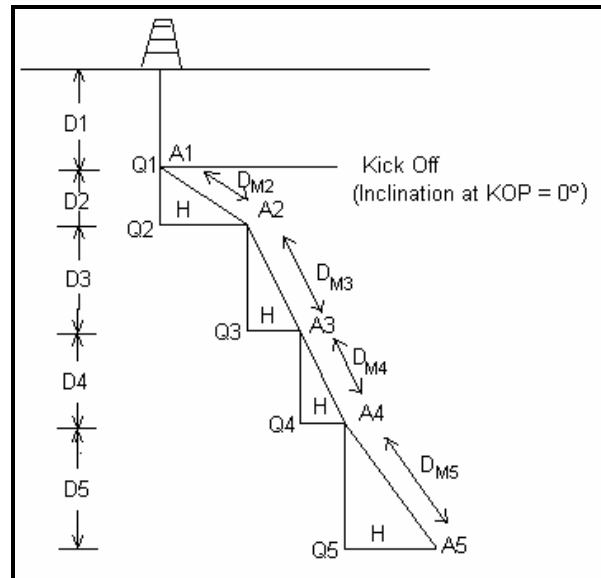 D1
Q1
A1
Kick Off
(Inclination at KOP = 0º)
D2
DM2
H
A2
Q2
D3
DM3
H
A3
Q3
D4
DM4
H
A4
Q4
D5
DM5
H
A5
Q5